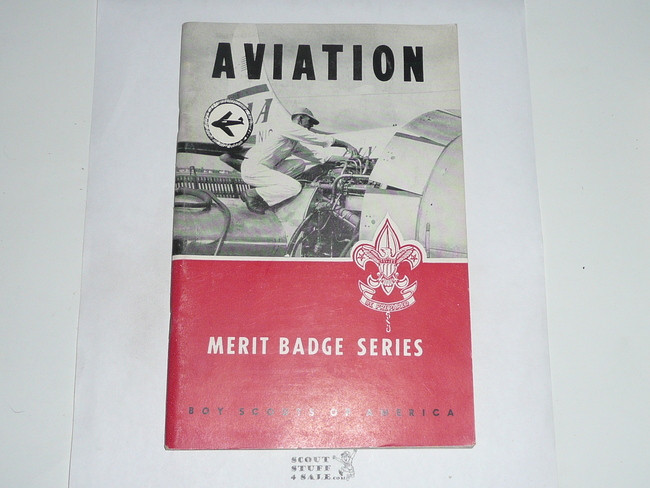 AVIATION
A
MERIT BADGE SERIES
BOY SCOUTS OF AMERICA
SCOUT
STUFF
4 SALE.com